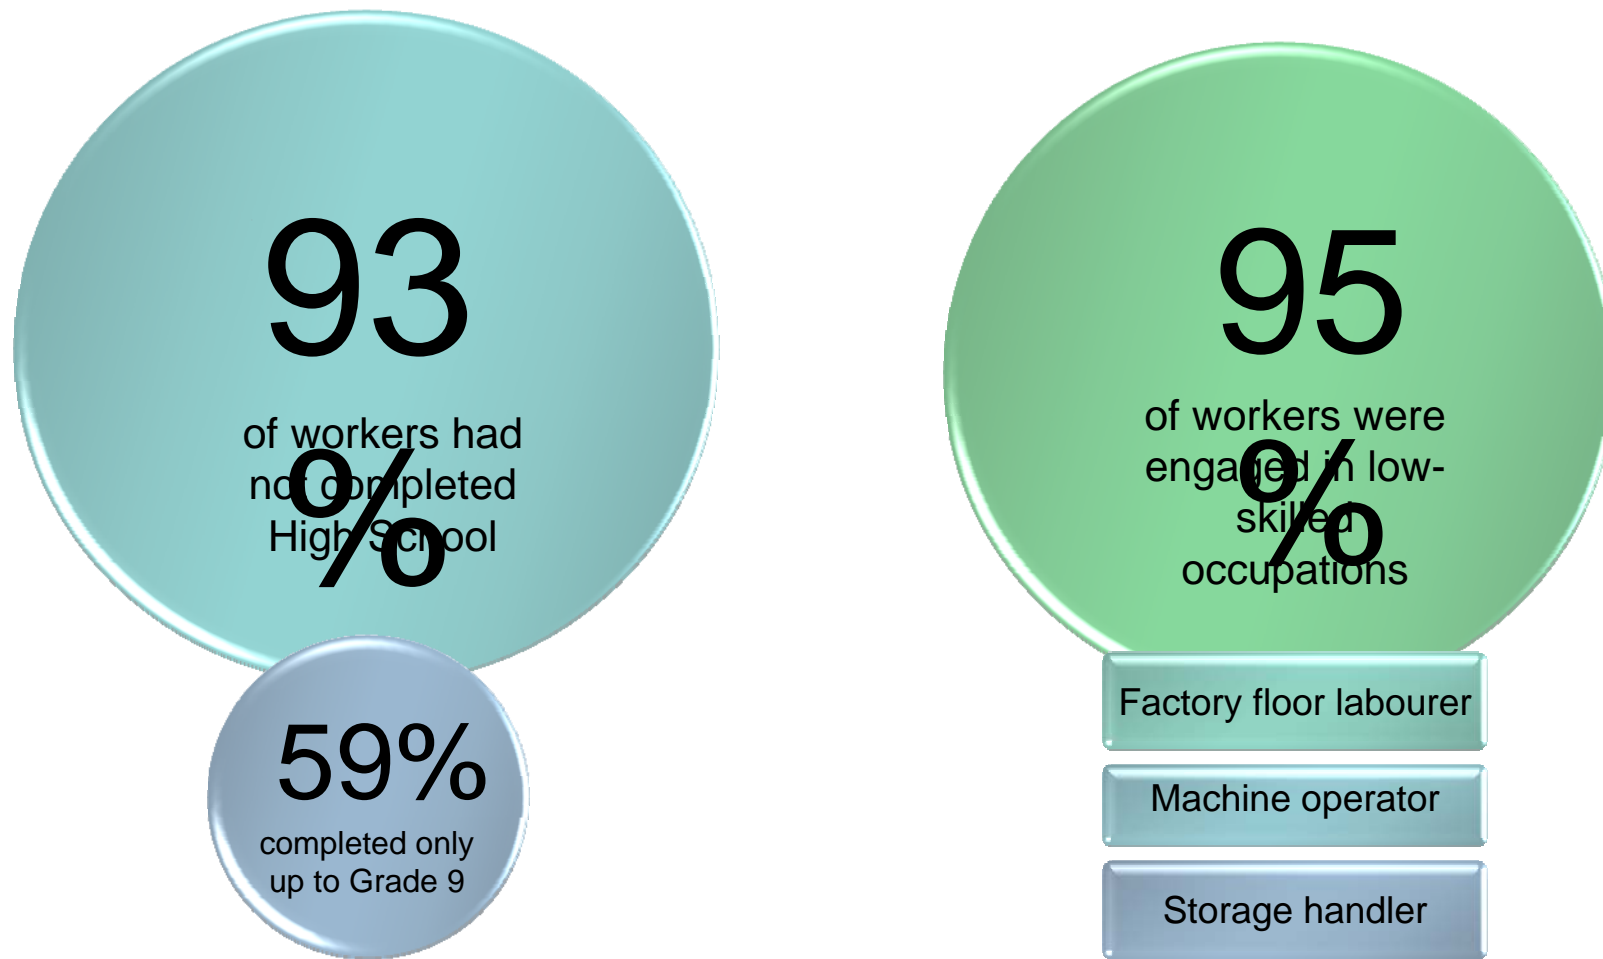 93
%
of workers had
not completed
High School
59%
completed only
up to Grade 9
95
%
of workers were
engaged in low-
skilled
occupations
Factory floor labourer
Machine operator
Storage handler